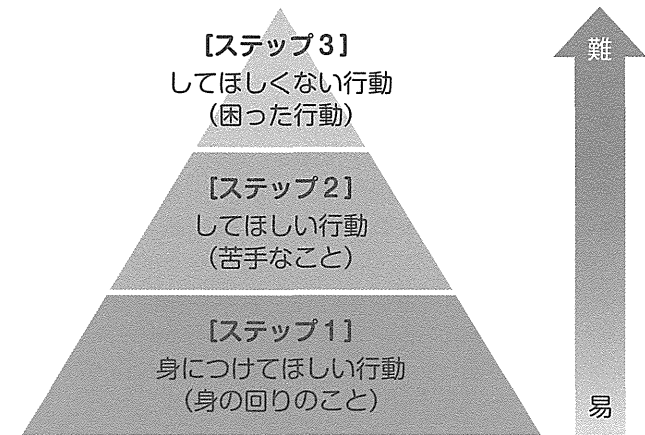 [ステップ3]
してほしくない行動
(困った行動)
[ステップ2]
してほしい行動
(苦手なこと)
[ステップ1]
身につけてほしい行動
(身の回りのこと)
難
易